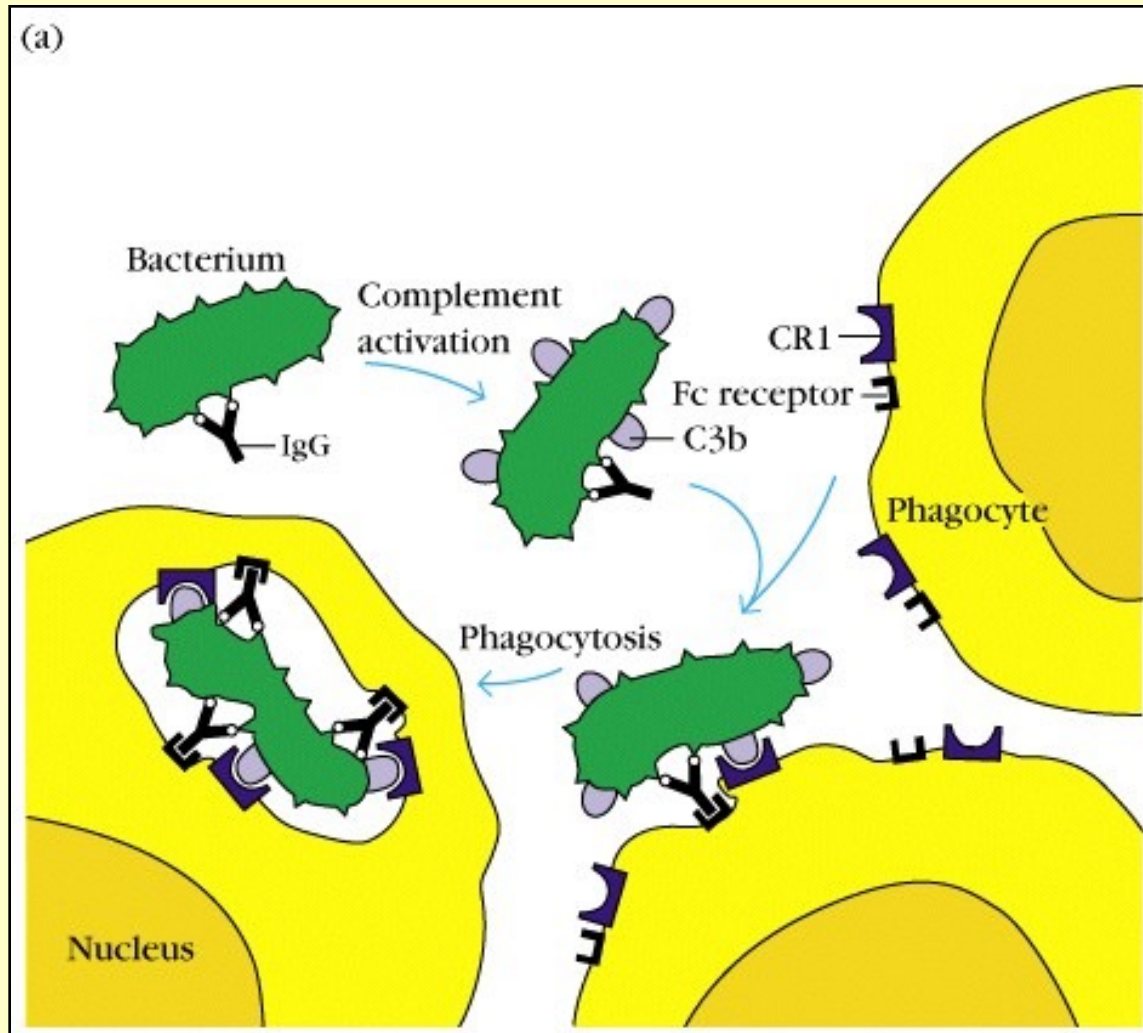 (a)
Bacterium
Complement
activation
CR1
Fc receptor
IgG
C3b
Phagocyte
Phagocytosis
Nucleus